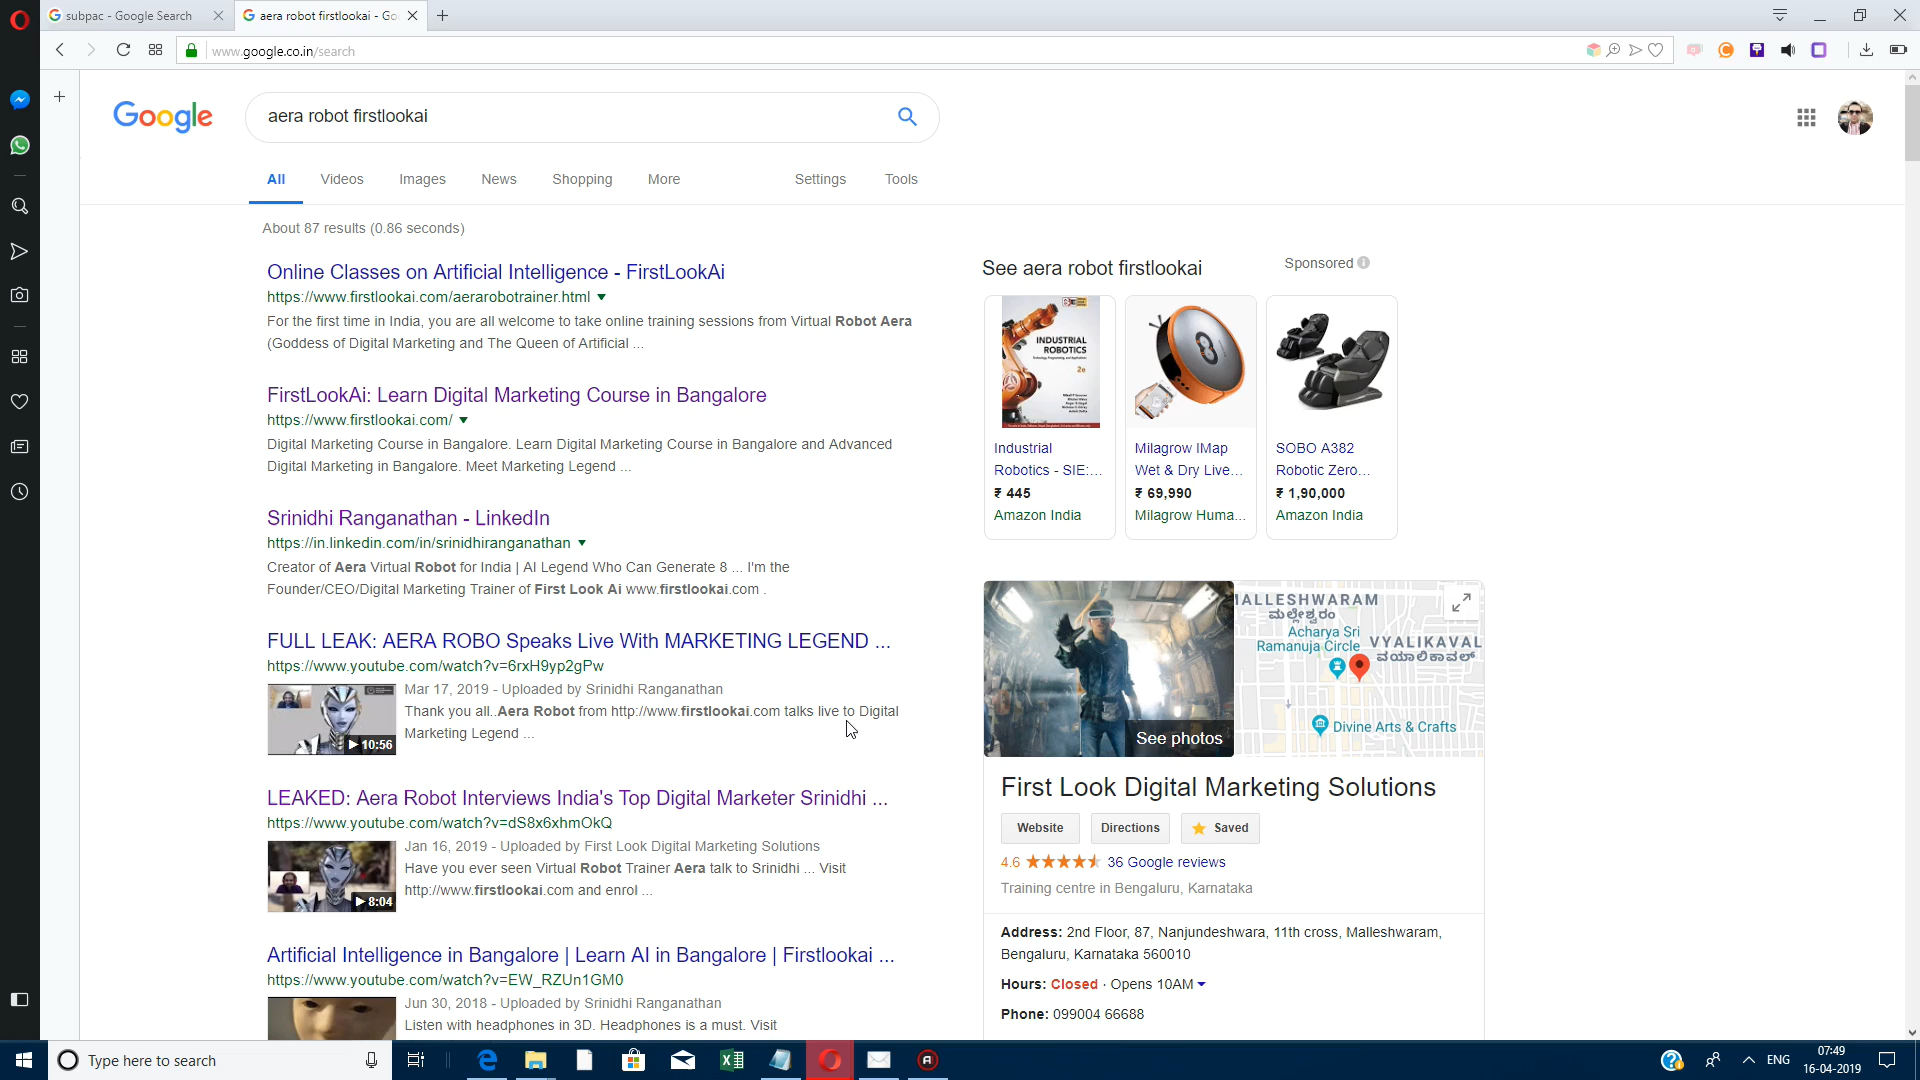 subpac - Google Search
aera robot firstlookai - Goo
www.google.co.in/search
Google
aera robot firstlookai
All
Videos
Images
News
Shopping
More
Settings
Tools
About 87 results (0.86 seconds)
Online Classes on Artificial Intelligence - FirstLookAi
https://www.firstlookai.com/aerarobotrainer.html
For the first time in India, you are all welcome to take online training sessions from Virtual Robot Aera
(Goddess of Digital Marketing and The Queen of Artificial ...
FirstLookAi: Learn Digital Marketing Course in Bangalore
https://www.firstlookai.com/
Digital Marketing Course in Bangalore. Learn Digital Marketing Course in Bangalore and Advanced
Digital Marketing in Bangalore. Meet Marketing Legend ...
Srinidhi Ranganathan - LinkedIn
https://in.linkedin.com/in/srinidhiranganathan
Creator of Aera Virtual Robot for India | AI Legend Who Can Generate 8 ... I'm the
Founder/CEO/Digital Marketing Trainer of First Look Ai www.firstlookai.com .
FULL LEAK: AERA ROBO Speaks Live With MARKETING LEGEND ...
https://www.youtube.com/watch?v=6rxH9yp2gPw
10:56
Mar 17, 2019 - Uploaded by Srinidhi Ranganathan
Thank you all..Aera Robot from http://www.firstlookai.com talks live to Digital
Marketing Legend ...
LEAKED: Aera Robot Interviews India's Top Digital Marketer Srinidhi ...
https://www.youtube.com/watch?v=dS8x6xhmOkQ
8:04
Jan 16, 2019 - Uploaded by First Look Digital Marketing Solutions
Have you ever seen Virtual Robot Trainer Aera talk to Srinidhi ... Visit
http://www.firstlookai.com and enrol ...
Artificial Intelligence in Bangalore | Learn AI in Bangalore | Firstlookai ...
https://www.youtube.com/watch?v=EW_RZUn1GM0
Jun 30, 2018 - Uploaded by Srinidhi Ranganathan
Listen with headphones in 3D. Headphones is a must. Visit
See aera robot firstlookai
Sponsored
INDUSTRIAL
ROBOTICS
2e
Industrial
Robotics - SIE:...
₹ 445
Amazon India
Milagrow IMap
Wet & Dry Live...
₹ 69,990
Milagrow Huma...
SOBO A382
Robotic Zero...
₹ 1,90,000
Amazon India
See photos
MALLESHWARAM
ಮಲ್ಲೇಶ್ವರಂ
Acharya Sri
Ramanuja Circle
VYALIKAVAL
ವಯಾಲಿಕಾವಲ್
Divine Arts & Crafts
First Look Digital Marketing Solutions
Website
Directions
Saved
4.6
36 Google reviews
Training centre in Bengaluru, Karnataka
Address: 2nd Floor, 87, Nanjundeshwara, 11th cross, Malleshwaram,
Bengaluru, Karnataka 560010
Hours: Closed · Opens 10AM
Phone: 099004 66688
Type here to search
ENG
07:49
16-04-2019